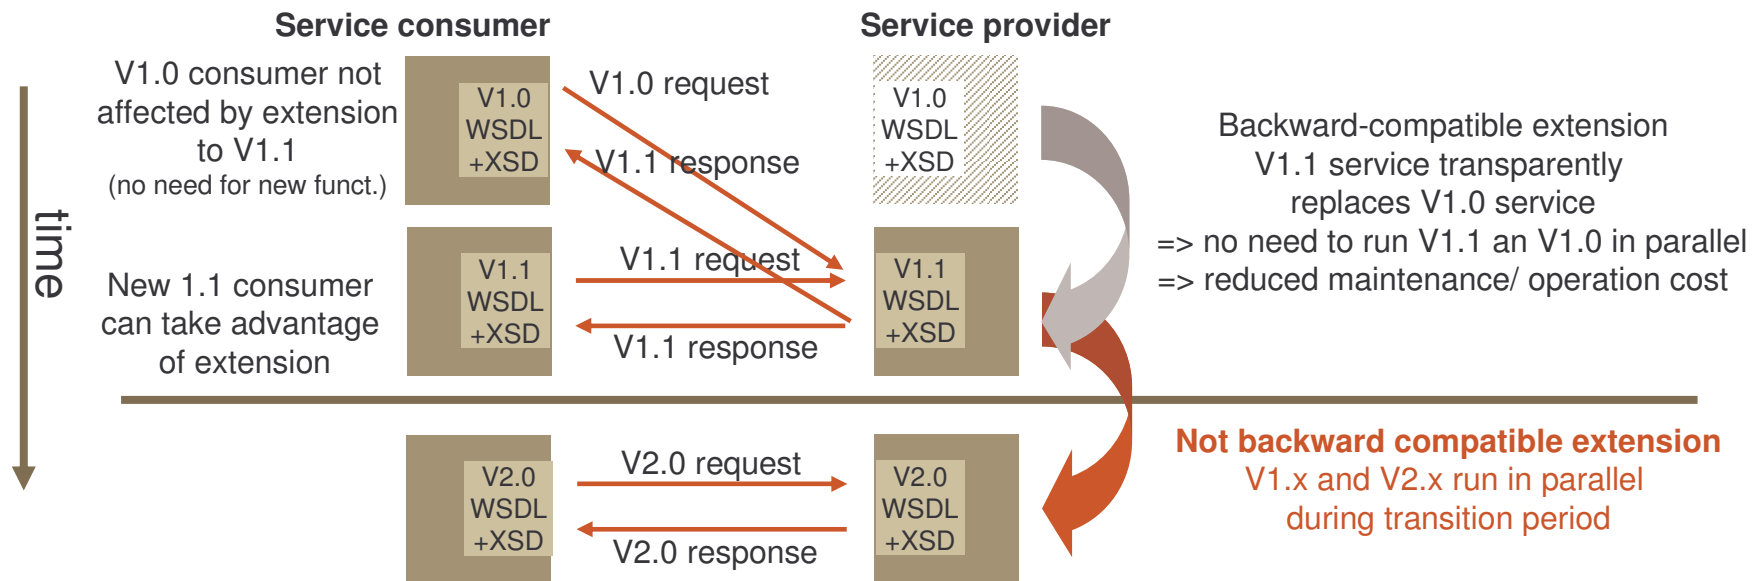 Service consumer
Service provider
V1.0 consumer not
affected by extension
to V1.1
(no need for new funct.)
V1.0
WSDL
+XSD
V1.0 request
V1.1 response
V1.0
WSDL
+XSD
Backward-compatible extension
V1.1 service transparently
replaces V1.0 service
=> no need to run V1.1 an V1.0 in parallel
=> reduced maintenance/ operation cost
time
New 1.1 consumer
can take advantage
of extension
V1.1
WSDL
+XSD
V1.1 request
V1.1 response
V1.1
WSDL
+XSD
V2.0
WSDL
+XSD
V2.0 request
V2.0 response
V2.0
WSDL
+XSD
Not backward compatible extension
V1.x and V2.x run in parallel
during transition period